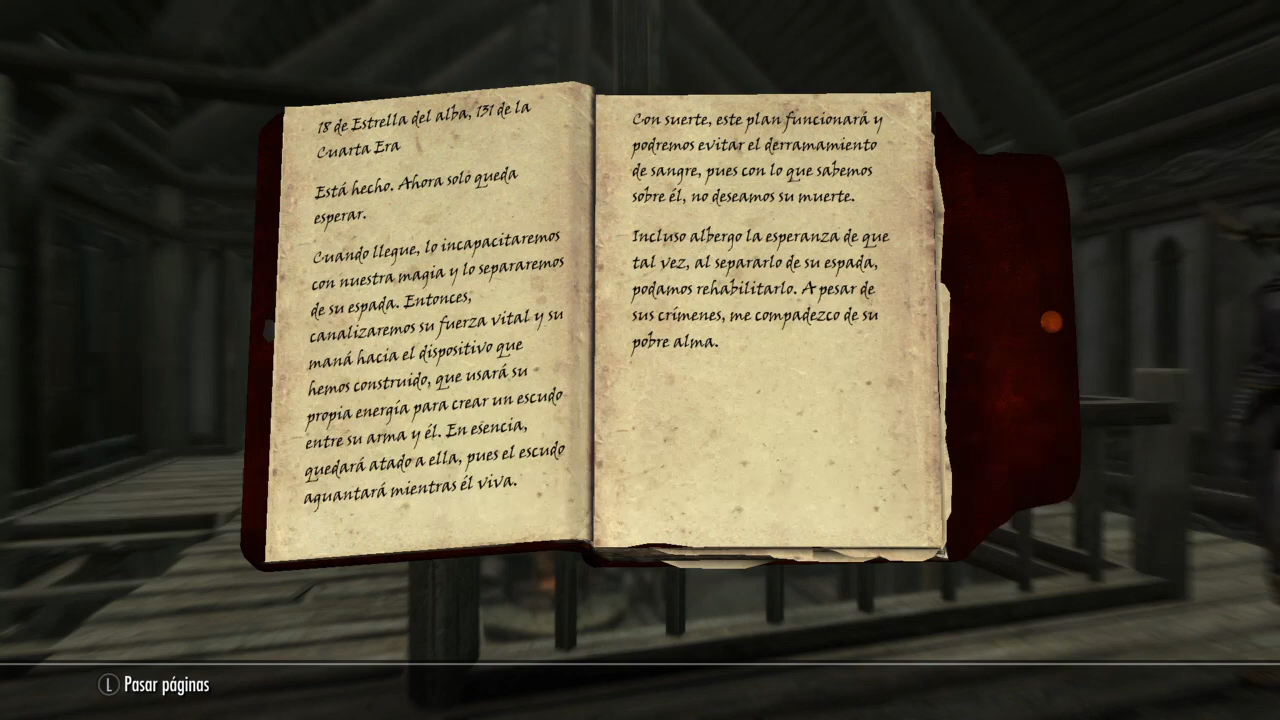 18 de Estrella del alba, 131 de la
Cuarta Era
Está hecho. Ahora solo queda
esperar.
Cuando llegue, lo incapacitaremos
con nuestra magia y lo separaremos
de su espada. Entonces,
canalizaremos su fuerza vital y su
maná hacia el dispositivo que
hemos construido, que usará su
propia energía para crear un escudo
entre su arma y él. En esencia,
quedará atado a ella, pues el escudo
aguantará mientras él viva.
Con suerte, este plan funcionará y
podremos evitar el derramamiento
de sangre, pues con lo que sabemos
sobre él, no deseamos su muerte.
Incluso albergo la esperanza de que
tal vez, al separarlo de su espada,
podamos rehabilitarlo. A pesar de
sus crímenes, me compadezco de su
pobre alma.
L Pasar páginas